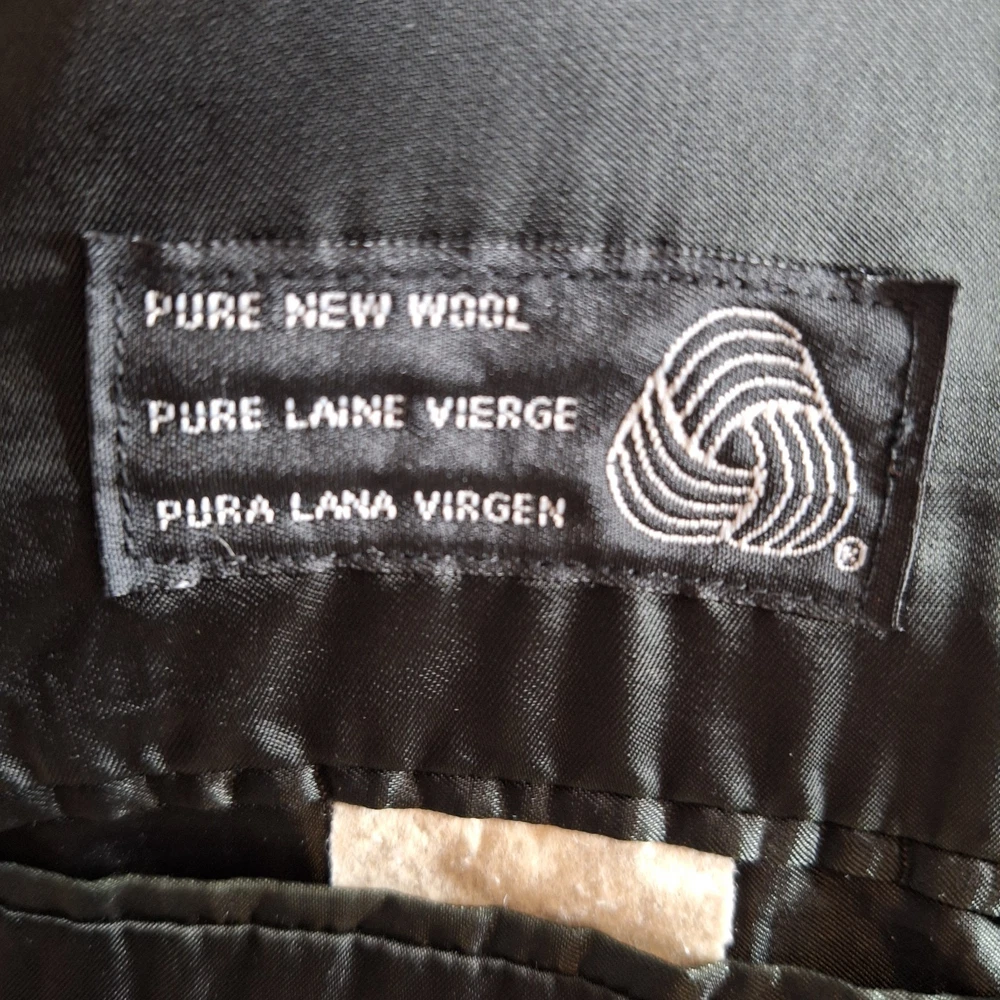 PURE NEW WOOL
PURE LAINE VIERGE
PURA LANA VIRGEN
®